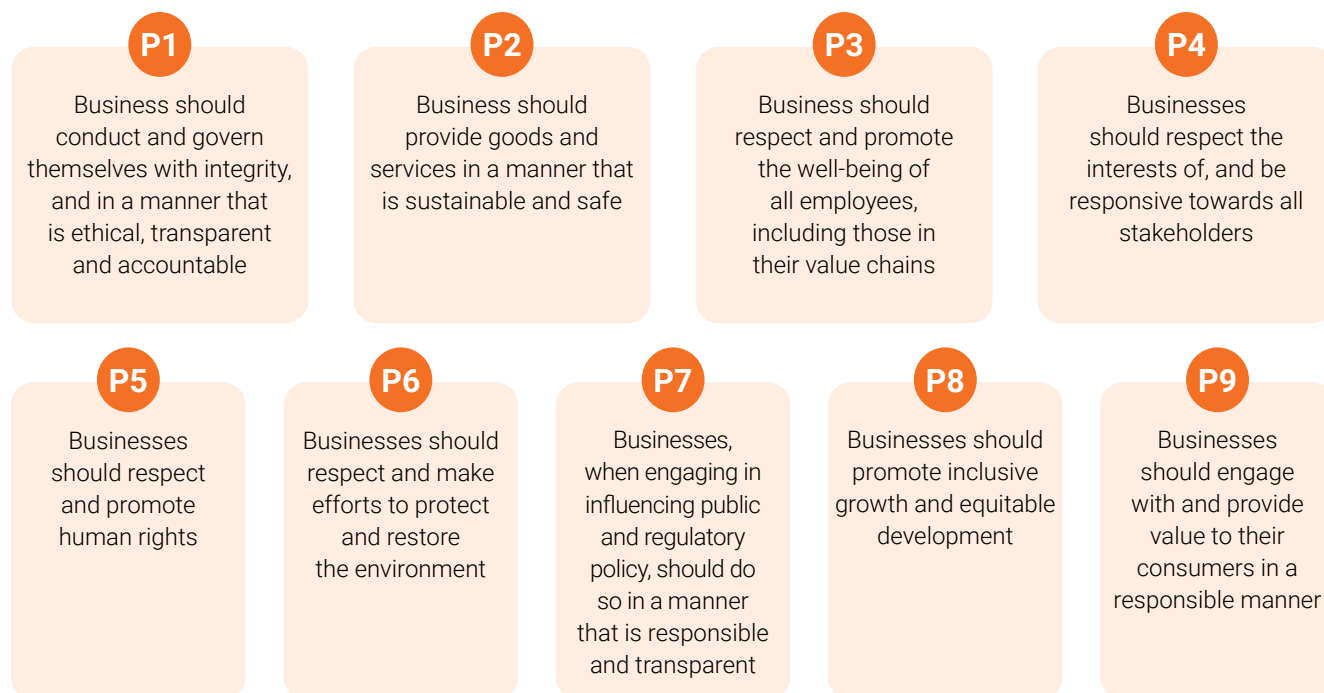 P1
Business should
conduct and govern
themselves with integrity,
and in a manner that
is ethical, transparent
and accountable
P2
Business should
provide goods and
services in a manner that
is sustainable and safe
P3
Business should
respect and promote
the well-being of
all employees,
including those in
their value chains
P4
Businesses
should respect the
interests of, and be
responsive towards all
stakeholders
P5
Businesses
should respect
and promote
human rights
P6
Businesses should
respect and make
efforts to protect
and restore
the environment
P7
Businesses,
when engaging in
influencing public
and regulatory
policy, should do
so in a manner
that is responsible
and transparent
P8
Businesses should
promote inclusive
growth and equitable
development
P9
Businesses
should engage
with and provide
value to their
consumers in a
responsible manner